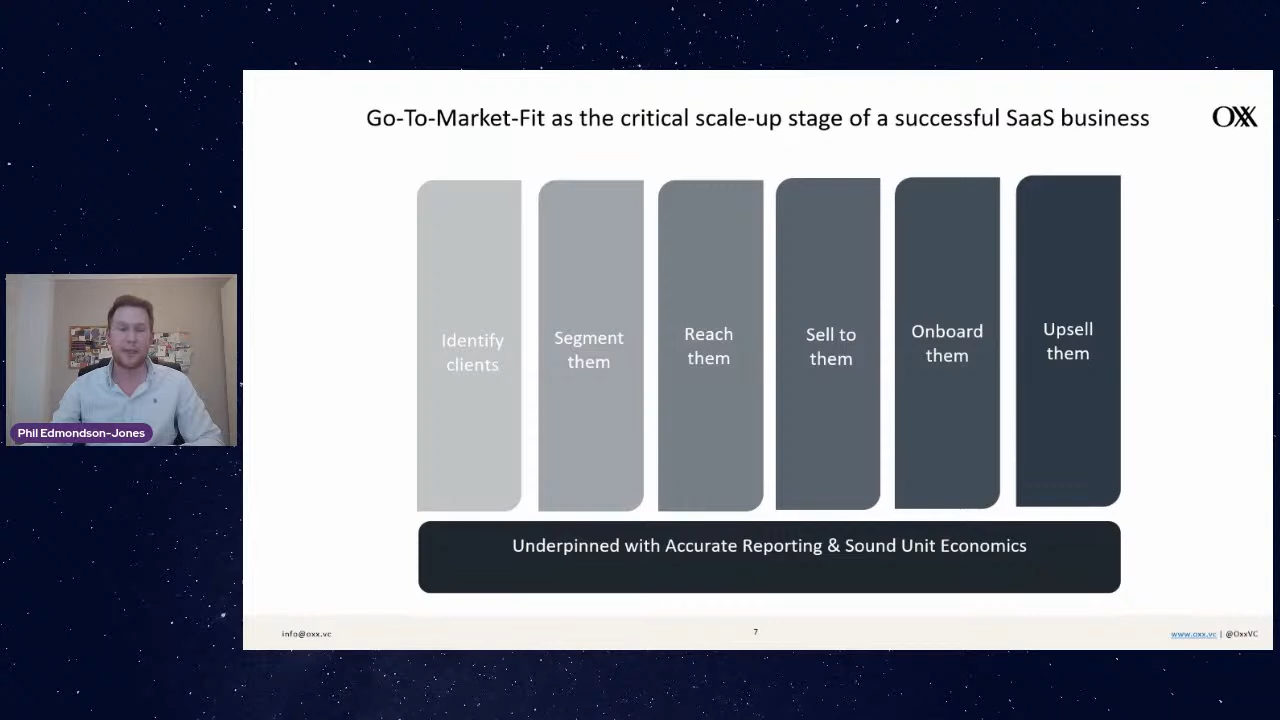 Go-To-Market-Fit as the critical scale-up stage of a successful SaaS business
OXX
Identify
clients
Segment
them
Reach
them
Sell to
them
Onboard
them
Upsell
them
Underpinned with Accurate Reporting & Sound Unit Economics
Phil Edmondson-Jones
info@oxx.vc
7
www.oxx.vc | @OxxVC